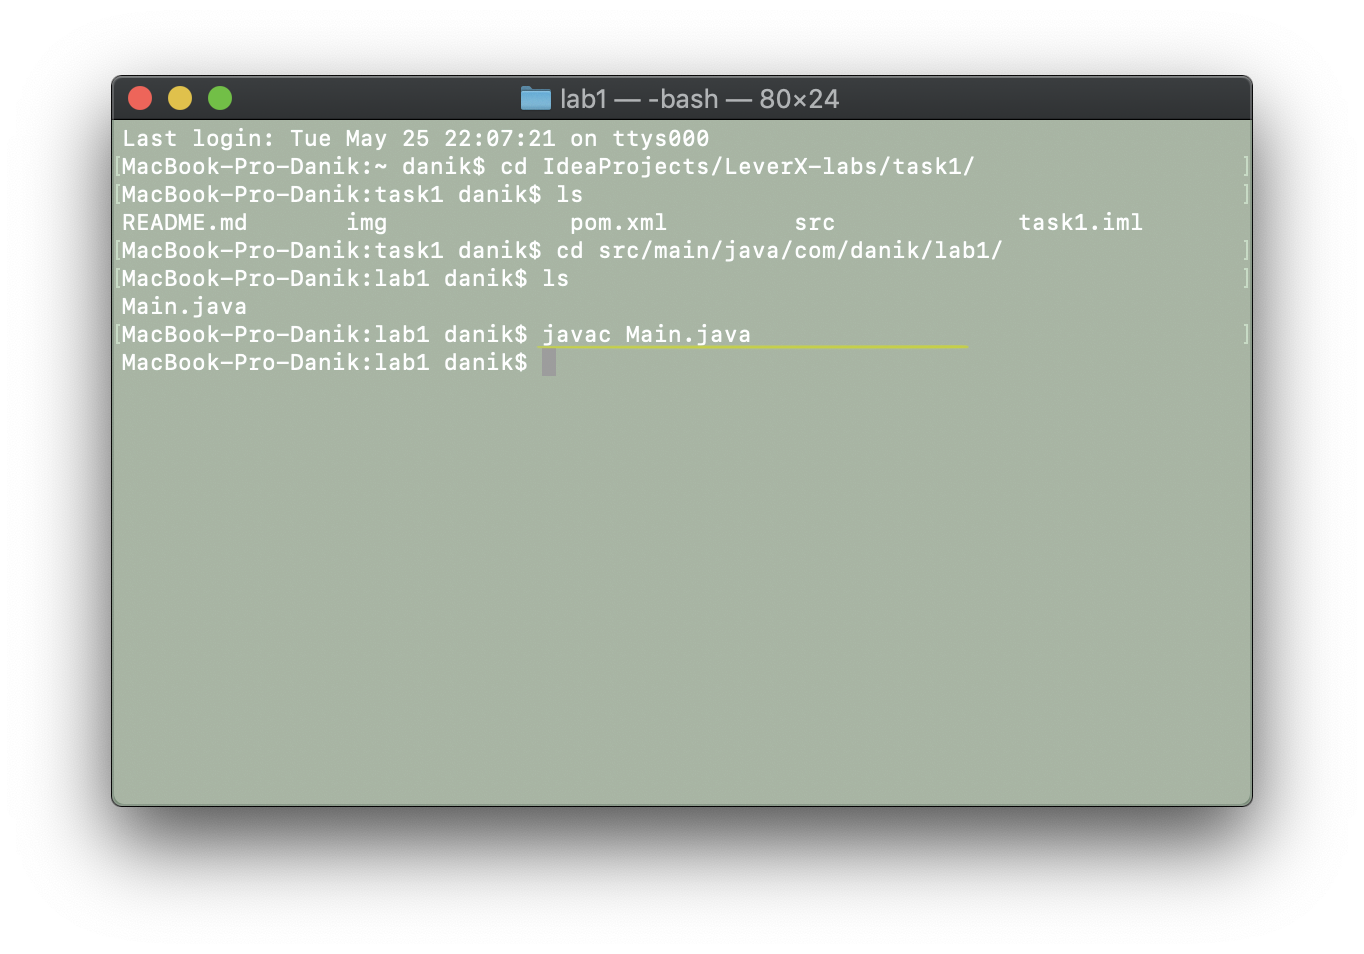 lab1 — -bash — 80×24
Last login: Tue May 25 22:07:21 on ttys000
[MacBook-Pro-Danik:~ danik$ cd IdeaProjects/LeverX-labs/task1/ ]
[MacBook-Pro-Danik:task1 danik$ ls ]
README.md img pom.xml src task1.iml
[MacBook-Pro-Danik:task1 danik$ cd src/main/java/com/danik/lab1/ ]
[MacBook-Pro-Danik:lab1 danik$ ls ]
Main.java
[MacBook-Pro-Danik:lab1 danik$ javac Main.java ]
MacBook-Pro-Danik:lab1 danik$